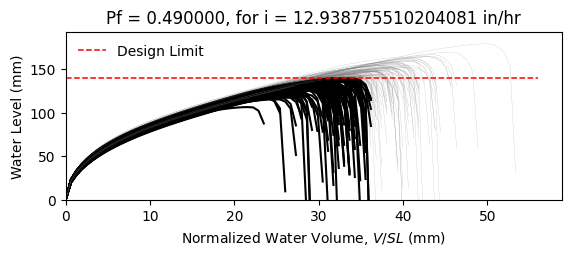 Pf = 0.490000, for i = 12.938775510204081 in/hr
Design Limit
Water Level (mm)
150
100
50
0
0 10 20 30 40 50
Normalized Water Volume, V/SL (mm)